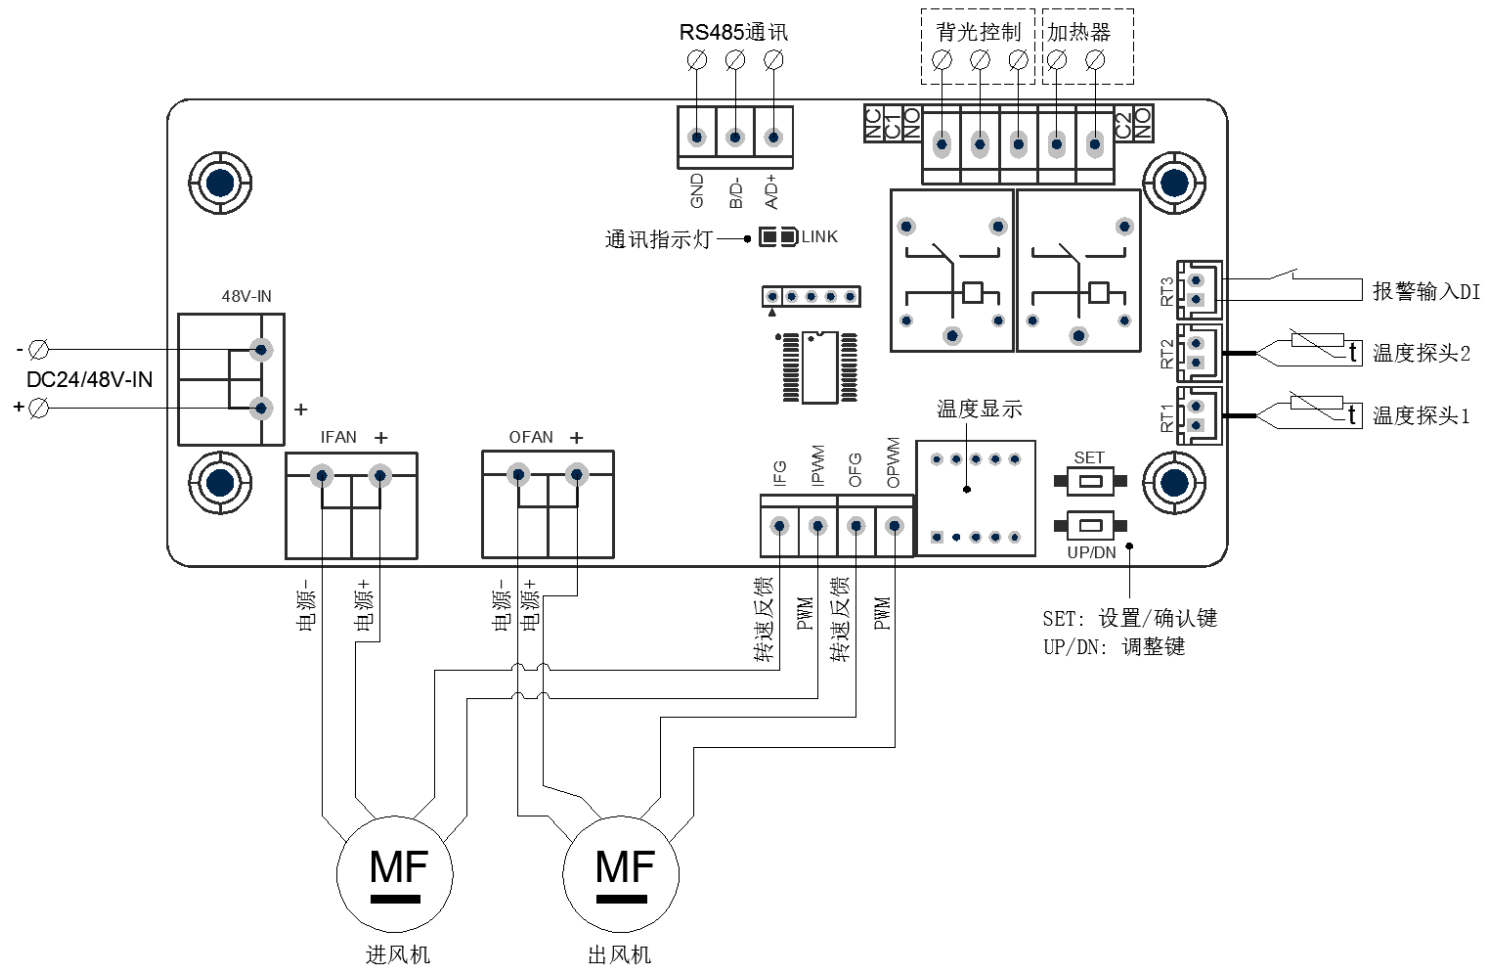 RS485通讯
背光控制
加热器
NC
C1
NO
C2
NO
GND
B/D-
A/D+
通讯指示灯
LINK
48V-IN
-
DC24/48V-IN
+
+
RT3
报警输入DI
RT2
t
温度探头2
RT1
t
温度探头1
IFAN +
OFAN +
IFG
IPWM
OFG
OPWM
温度显示
SET
UP/DN
电源-
电源+
电源-
电源+
转速反馈
PWM
转速反馈
PWM
SET: 设置/确认键
UP/DN: 调整键
MF
MF
进风机
出风机